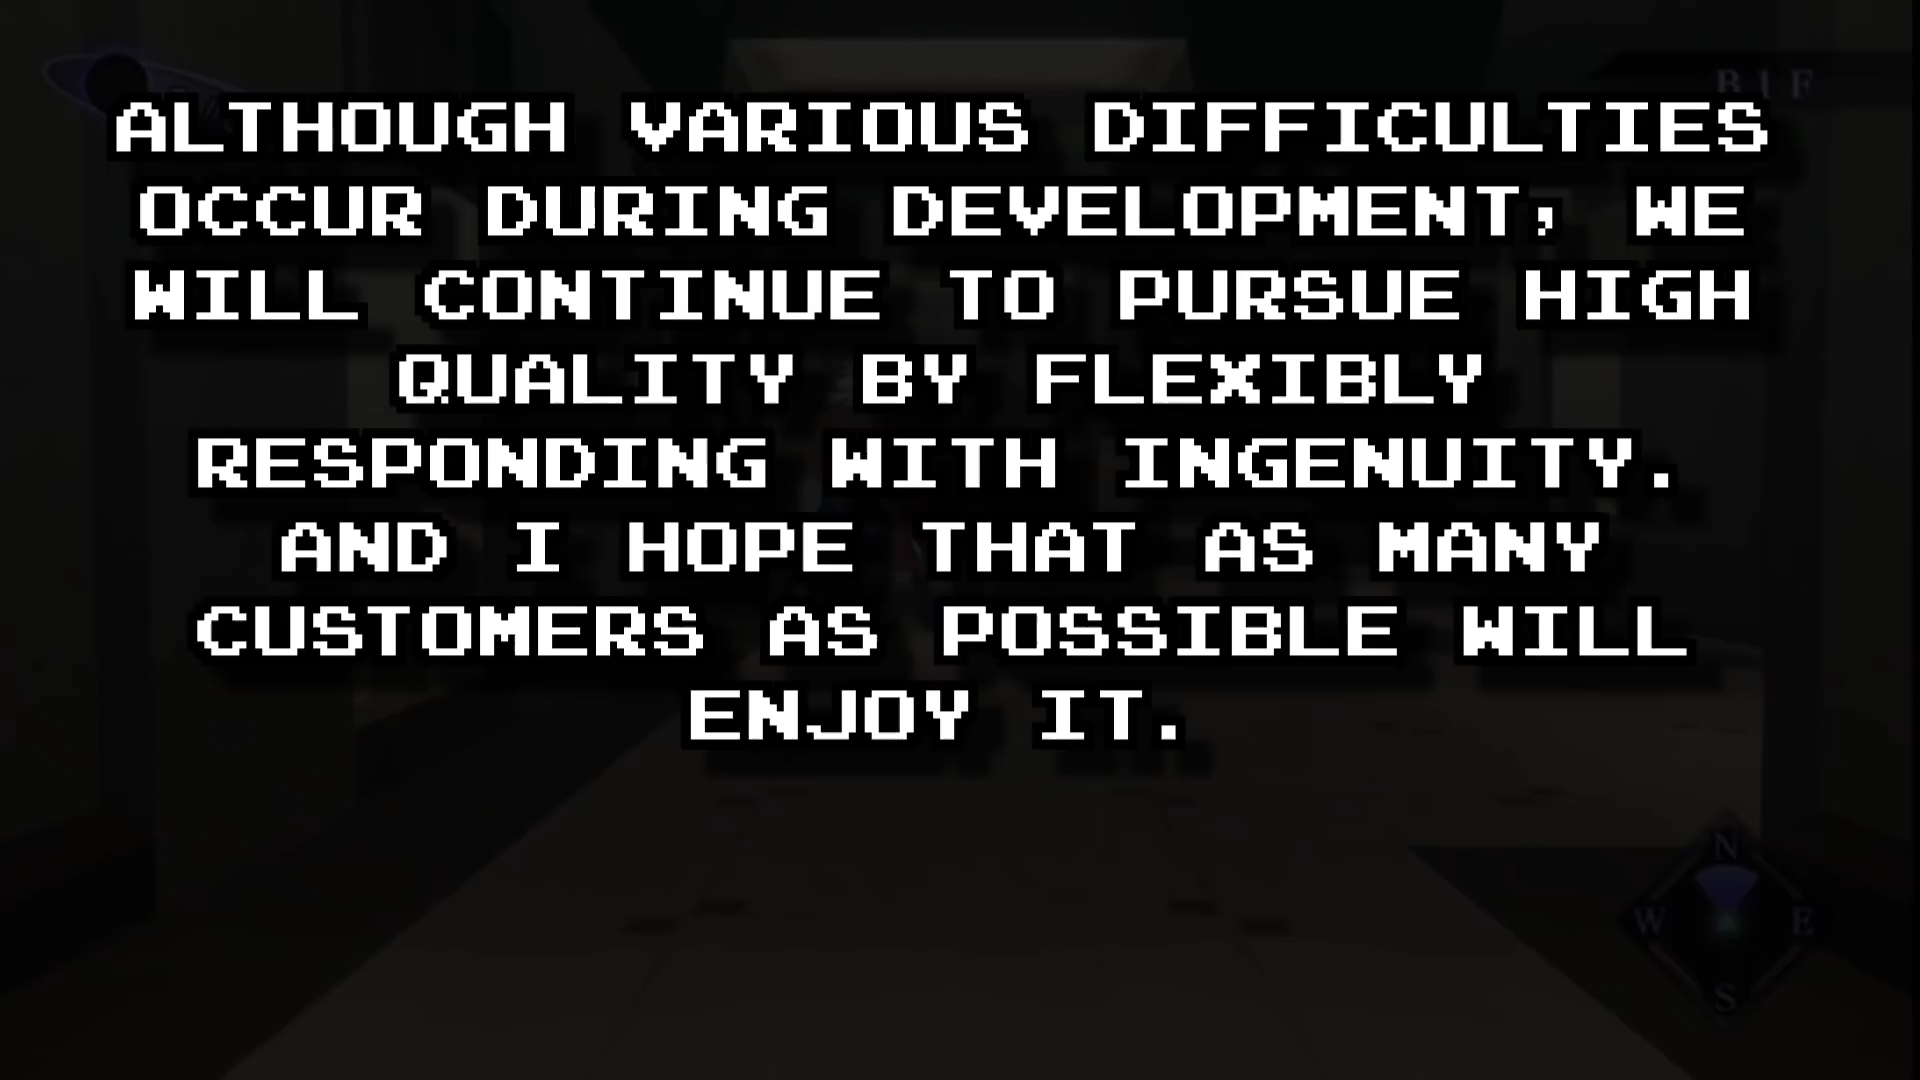 B1F
ALTHOUGH VARIOUS DIFFICULTIES
OCCUR DURING DEVELOPMENT, WE
WILL CONTINUE TO PURSUE HIGH
QUALITY BY FLEXIBLY
RESPONDING WITH INGENUITY.
AND I HOPE THAT AS MANY
CUSTOMERS AS POSSIBLE WILL
ENJOY IT.
N
W E
S